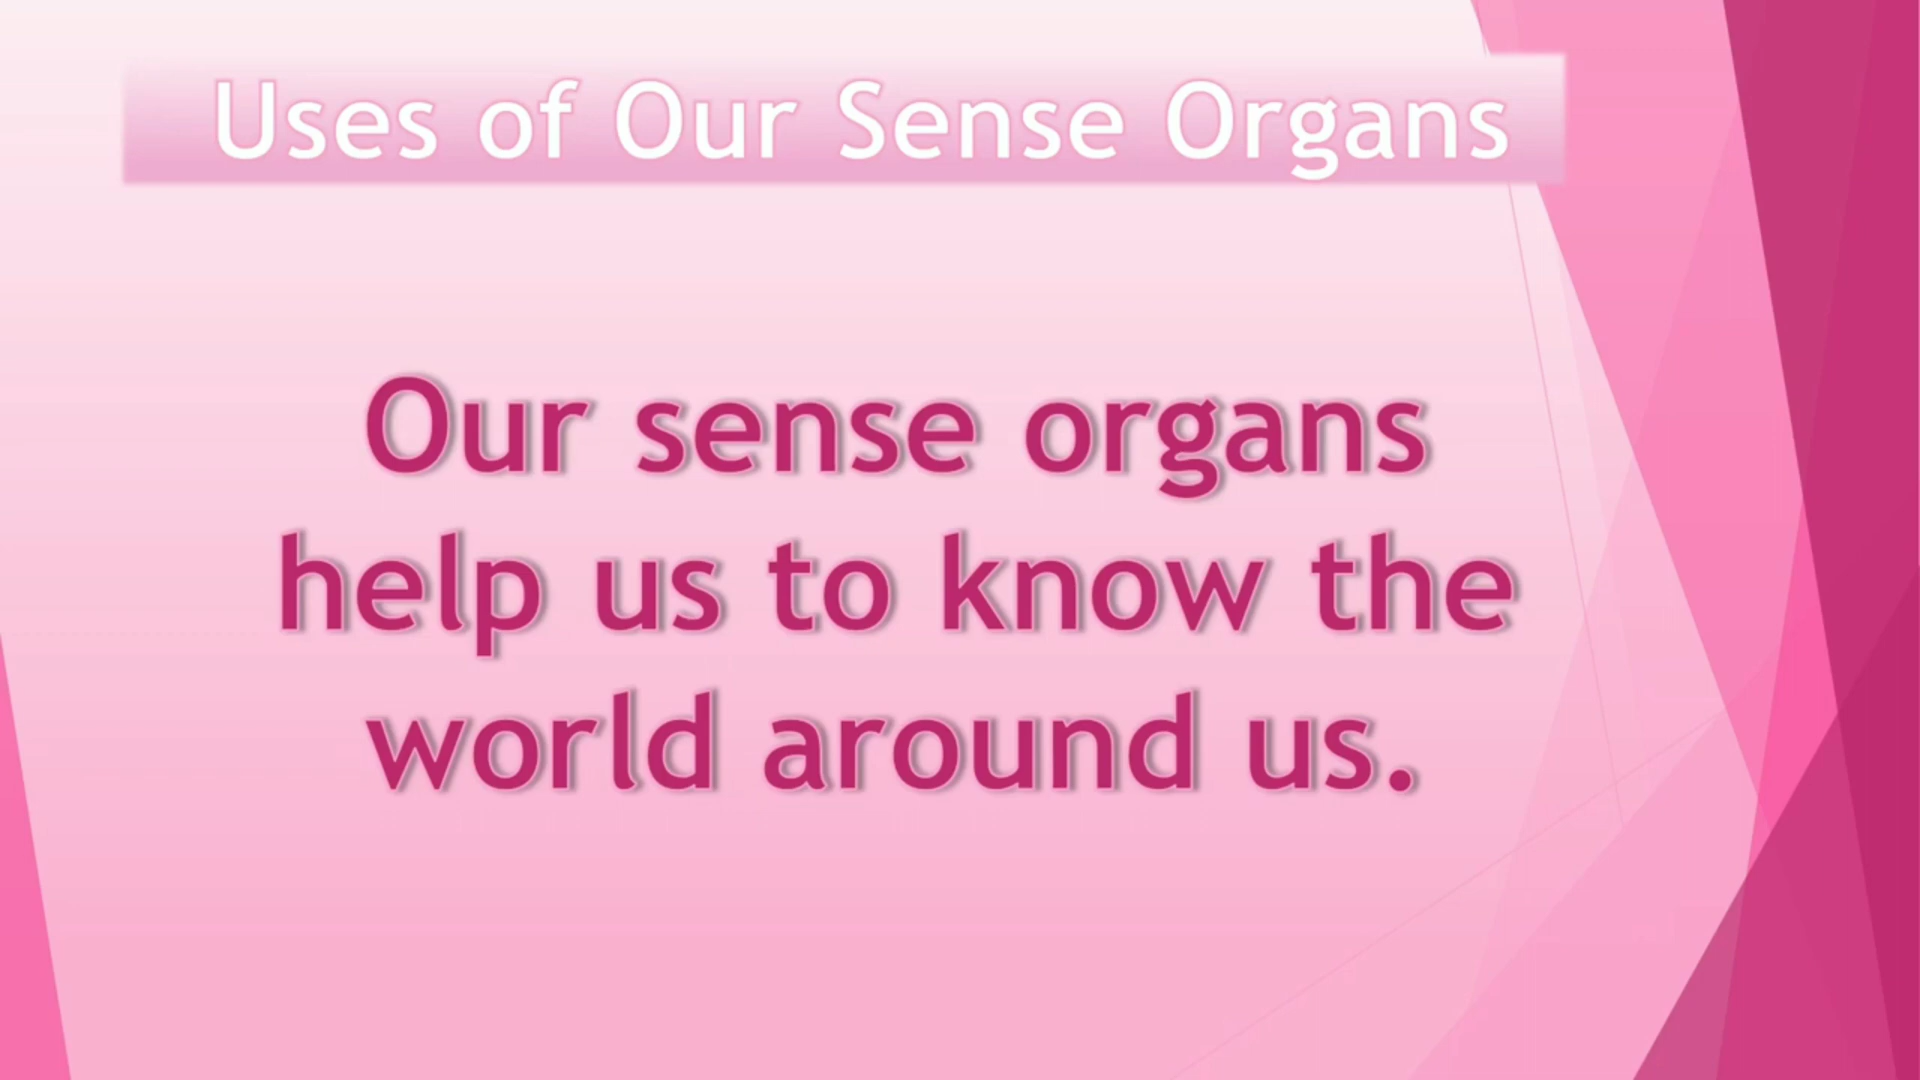 Uses of Our Sense Organs
Our sense organs
help us to know the
world around us.